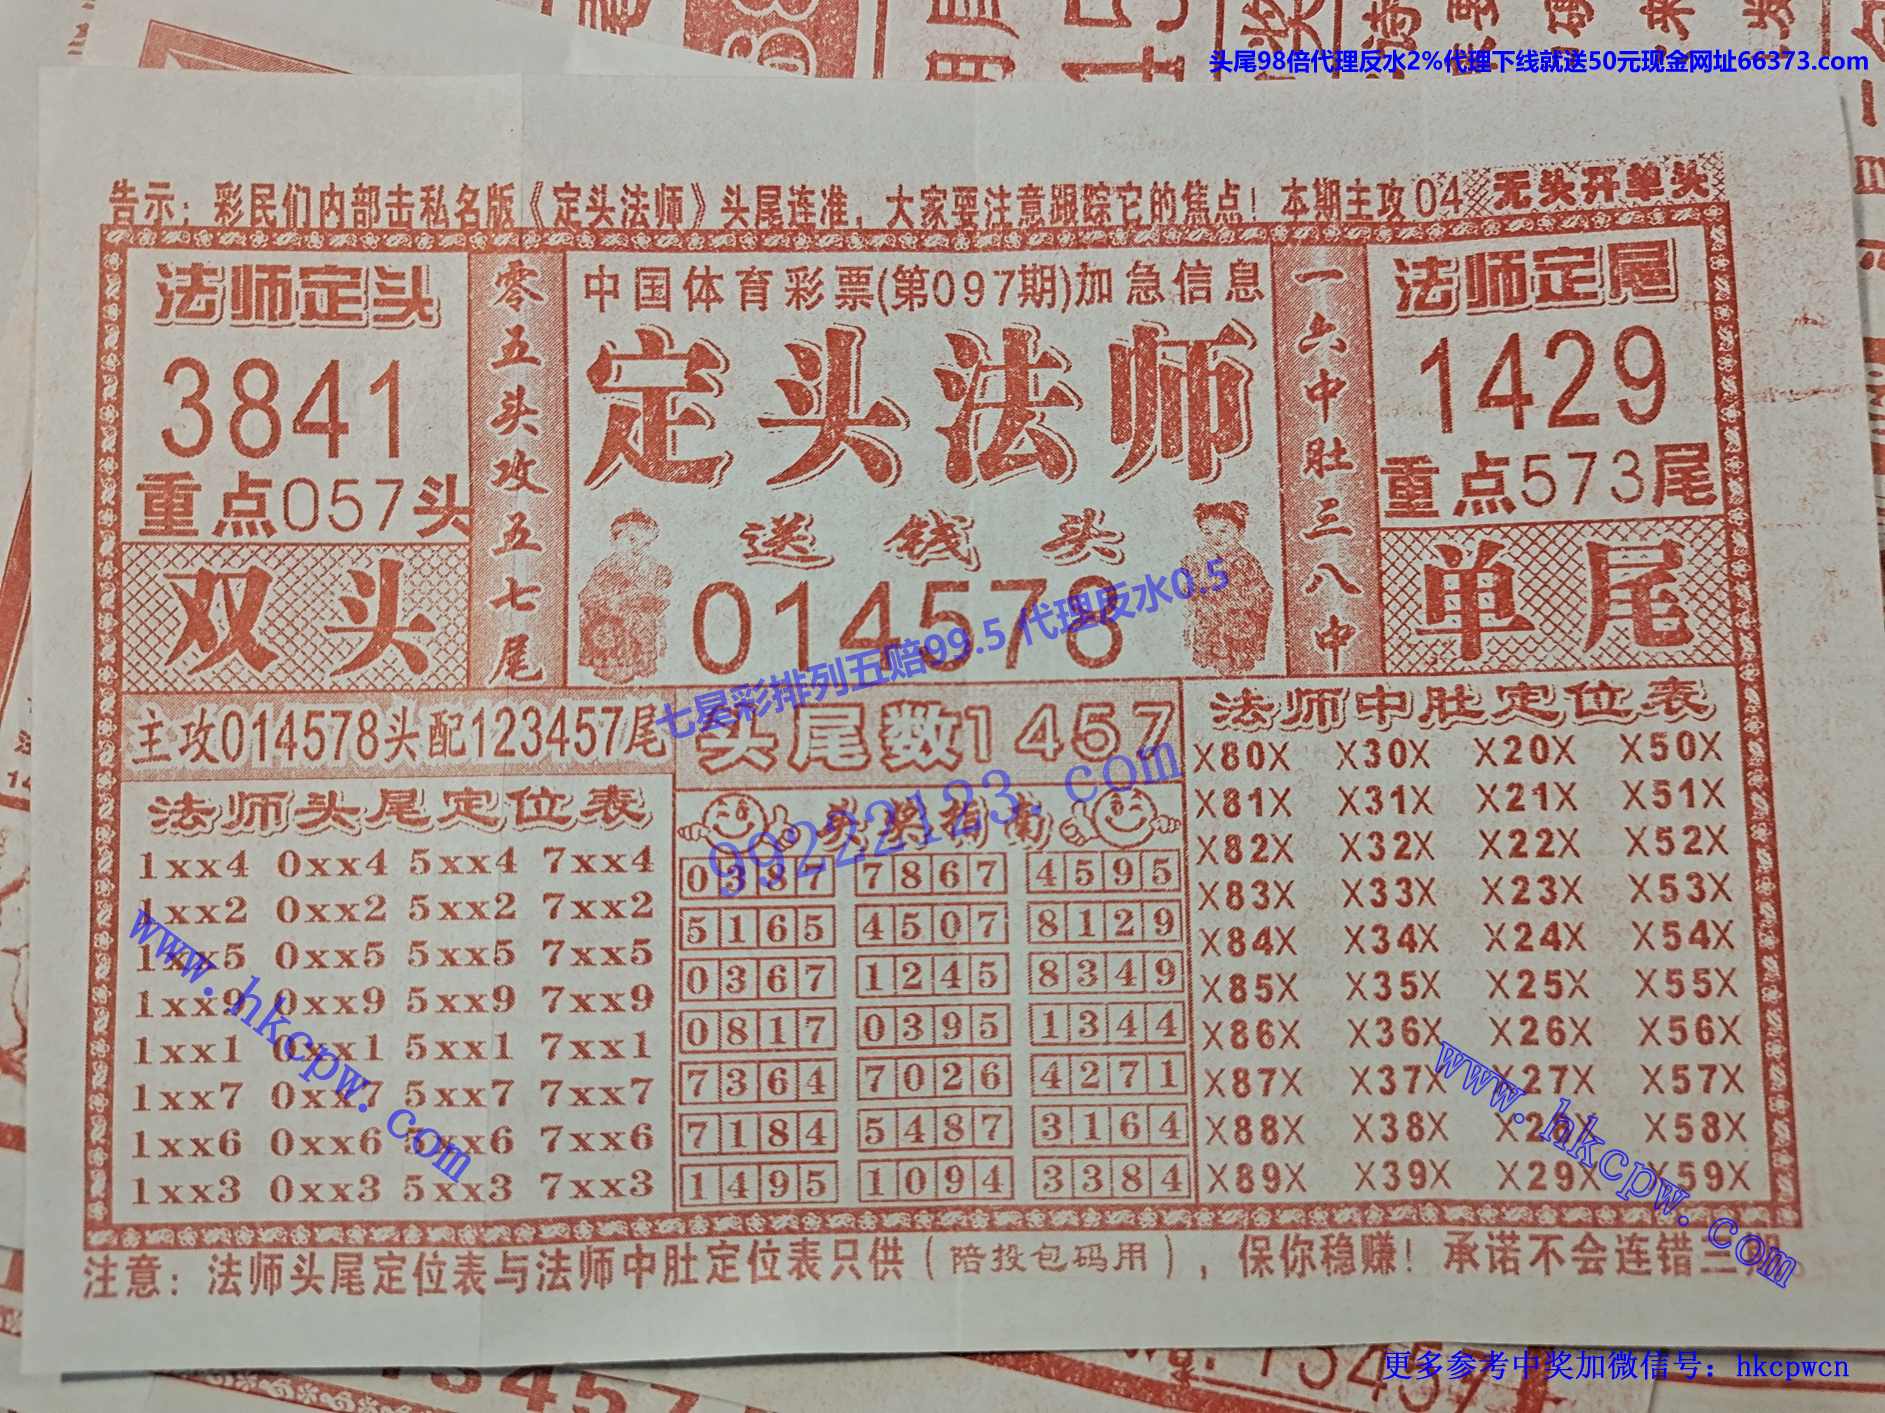 头尾98倍代理反水2%代理下线就送50元现金网址66373.com
告示：彩民们内部击私名版《定头法师》头尾连准，大家要注意跟踪它的焦点！本期主攻04 无头开单头
法师定头
3841
重点057头
双头
零五头攻五七尾
中国体育彩票(第097期)加急信息
定头法师
送钱头
014578
一六中肚三八中
法师定尾
1429
重点573尾
单尾
七星彩排列五赔99.5 代理反水0.5
主攻014578头配123457尾
法师头尾定位表
1xx4 0xx4 5xx4 7xx4
1xx2 0xx2 5xx2 7xx2
1xx5 0xx5 5xx5 7xx5
1xx9 0xx9 5xx9 7xx9
1xx1 0xx1 5xx1 7xx1
1xx7 0xx7 5xx7 7xx7
1xx6 0xx6 5xx6 7xx6
1xx3 0xx3 5xx3 7xx3
头尾数1457
99222123.com
兑奖指南
0387 7867 4595
5165 4507 8129
0367 1245 8349
0817 0395 1344
7364 7026 4271
7184 5487 3164
1495 1094 3384
法师中肚定位表
X80X X30X X20X X50X
X81X X31X X21X X51X
X82X X32X X22X X52X
X83X X33X X23X X53X
X84X X34X X24X X54X
X85X X35X X25X X55X
X86X X36X X26X X56X
X87X X37X X27X X57X
X88X X38X X28X X58X
X89X X39X X29X X59X
www.hkcpw.com
www.hkcpw.com
注意：法师头尾定位表与法师中肚定位表只供（陪投包码用），保你稳赚！承诺不会连错三期。
更多参考中奖加微信号：hkcpwcn